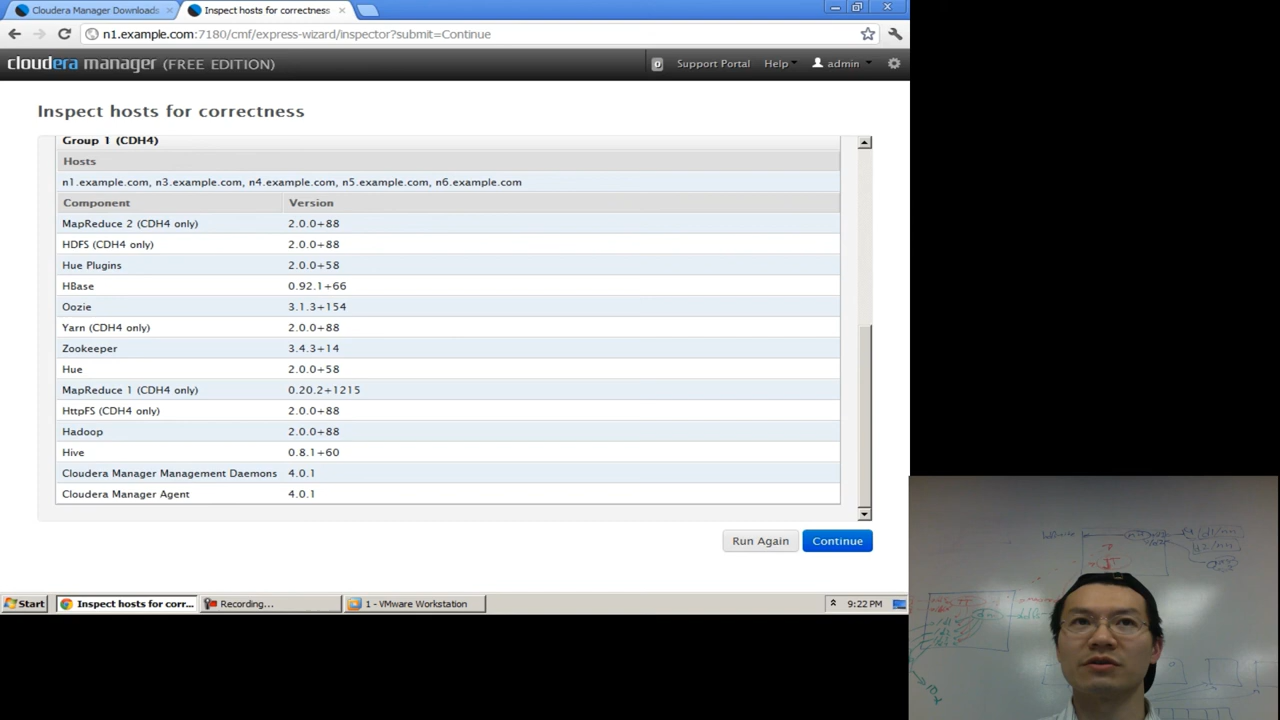 Cloudera Manager Downloads
Inspect hosts for correctness
n1.example.com:7180/cmf/express-wizard/inspector?submit=Continue
cloudera manager (FREE EDITION)
Support Portal Help admin
Inspect hosts for correctness
Group 1 (CDH4)
Hosts
n1.example.com, n3.example.com, n4.example.com, n5.example.com, n6.example.com
Component Version
MapReduce 2 (CDH4 only) 2.0.0+88
HDFS (CDH4 only) 2.0.0+88
Hue Plugins 2.0.0+58
HBase 0.92.1+66
Oozie 3.1.3+154
Yarn (CDH4 only) 2.0.0+88
Zookeeper 3.4.3+14
Hue 2.0.0+58
MapReduce 1 (CDH4 only) 0.20.2+1215
HttpFS (CDH4 only) 2.0.0+88
Hadoop 2.0.0+88
Hive 0.8.1+60
Cloudera Manager Management Daemons 4.0.1
Cloudera Manager Agent 4.0.1
Run Again Continue
Start Inspect hosts for corr... Recording... 1 - VMware Workstation 9:22 PM